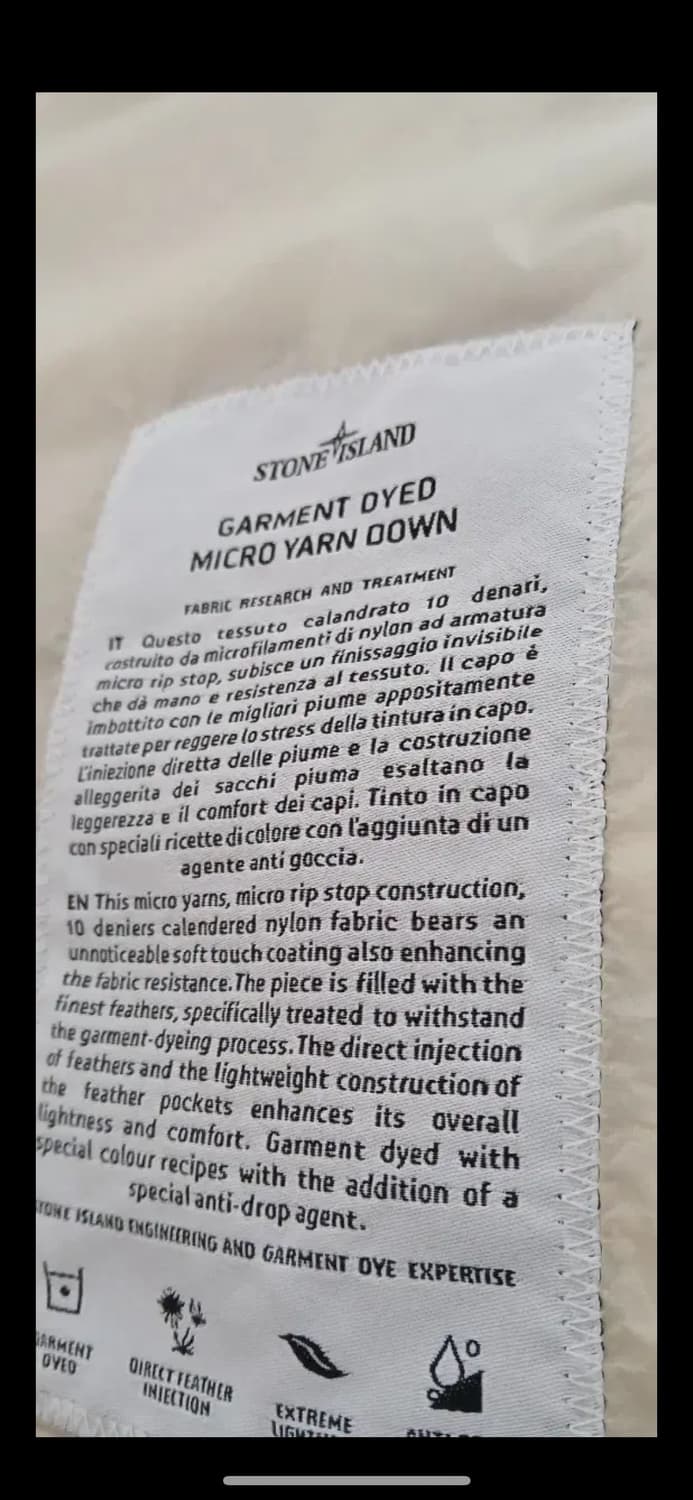 STONE ISLAND
GARMENT DYED
MICRO YARN DOWN
FABRIC RESEARCH AND TREATMENT
IT Questo tessuto calandrato 10 denari,
costruito da microfilamenti di nylon ad armatura
micro rip stop, subisce un finissaggio invisibile
che dà mano e resistenza al tessuto. Il capo è
imbottito con le migliori piume appositamente
trattate per reggere lo stress della tintura in capo.
L'iniezione diretta delle piume e la costruzione
alleggerita dei sacchi piuma esaltano la
leggerezza e il comfort dei capi. Tinto in capo
con speciali ricette di colore con l'aggiunta di un
agente anti goccia.
EN This micro yarns, micro rip stop construction,
10 deniers calendered nylon fabric bears an
unnoticeable soft touch coating also enhancing
the fabric resistance. The piece is filled with the
finest feathers, specifically treated to withstand
the garment-dyeing process. The direct injection
of feathers and the lightweight construction of
the feather pockets enhances its overall
lightness and comfort. Garment dyed with
special colour recipes with the addition of a
special anti-drop agent.
STONE ISLAND ENGINEERING AND GARMENT DYE EXPERTISE
GARMENT
DYED
DIRECT FEATHER
INJECTION
EXTREME